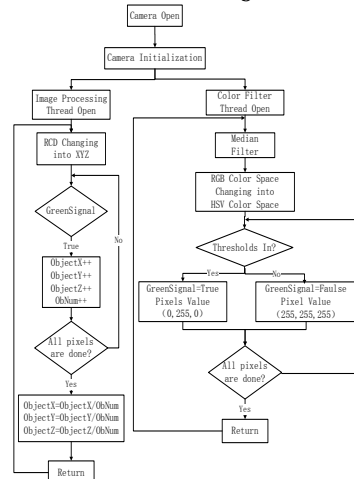 Camera Open
Camera Initialization
Image Processing
Thread Open
RCD Changing
into XYZ
GreenSignal
True
No
ObjectX++
ObjectY++
ObjectZ++
ObNum++
All pixels
are done?
Yes
ObjectX=ObjectX/ObNum
ObjectY=ObjectY/ObNum
ObjectZ=ObjectZ/ObNum
Return
Color Filter
Thread Open
Median
Filter
RGB Color Space
Changing into
HSV Color Space
Thresholds In?
Yes
No
GreenSignal=True
Pixels Value
(0,255,0)
GreenSignal=Faulse
Pixel Value
(255,255,255)
All pixels
are done?
Yes
Return